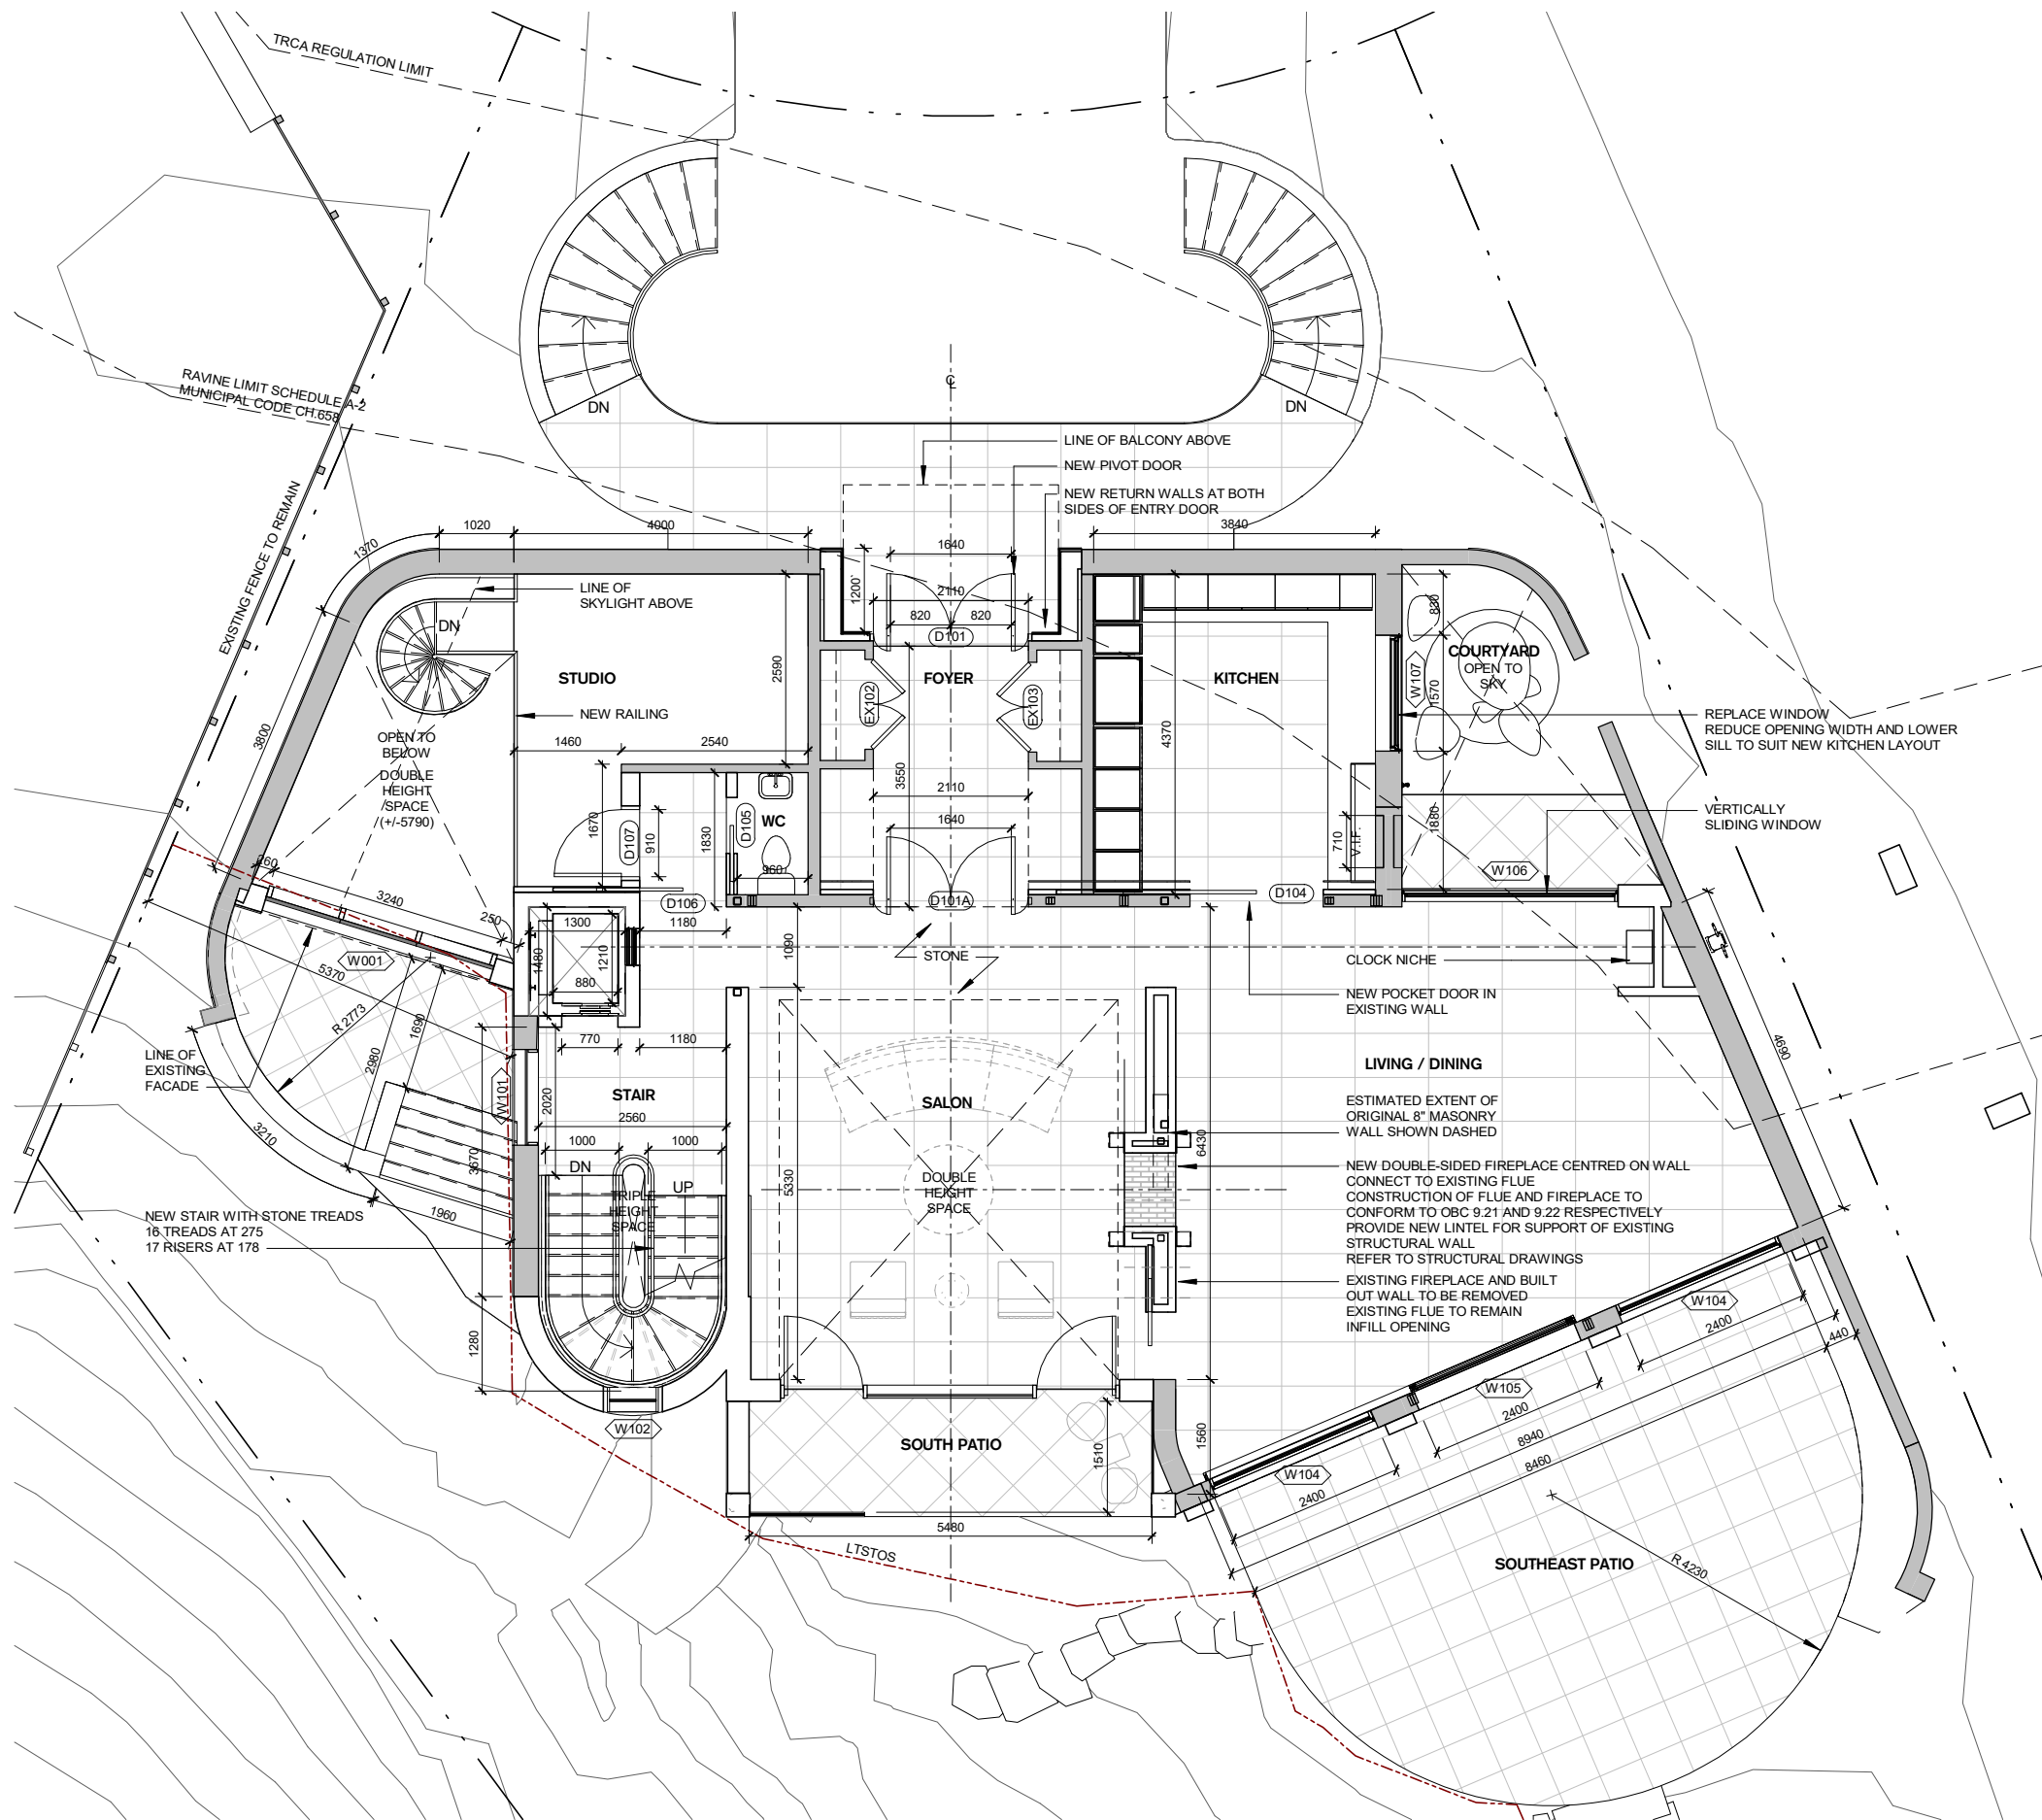 TRCA REGULATION LIMIT
RAVINE LIMIT SCHEDULE A-2
MUNICIPAL CODE CH.658
EXISTING FENCE TO REMAIN
DN
DN
℄
LINE OF BALCONY ABOVE
NEW PIVOT DOOR
NEW RETURN WALLS AT BOTH
SIDES OF ENTRY DOOR
1370
1020
4000
1640
3840
1200
2110
820
820
D101
LINE OF
SKYLIGHT ABOVE
DN
STUDIO
2590
EX102
FOYER
EX103
KITCHEN
4370
830
W107
1570
COURTYARD
OPEN TO
SKY
NEW RAILING
3800
OPEN TO
BELOW
DOUBLE
HEIGHT
SPACE
(+/-5790)
1460
2540
3550
2110
1640
1670
D107
910
1830
D105
WC
960
710
V.I.F.
1880
W106
REPLACE WINDOW
REDUCE OPENING WIDTH AND LOWER
SILL TO SUIT NEW KITCHEN LAYOUT
VERTICALLY
SLIDING WINDOW
260
3240
250
D106
D101A
D104
1300
1180
1480
1210
880
1090
STONE
CLOCK NICHE
NEW POCKET DOOR IN
EXISTING WALL
W001
5370
R 2773
1690
2980
LINE OF
EXISTING
FACADE
3210
1960
770
1180
W101
2020
STAIR
2560
1000
1000
3670
DN
UP
TRIPLE
HEIGHT
SPACE
NEW STAIR WITH STONE TREADS
16 TREADS AT 275
17 RISERS AT 178
1280
W102
SALON
DOUBLE
HEIGHT
SPACE
5330
6430
LIVING / DINING
4690
ESTIMATED EXTENT OF
ORIGINAL 8" MASONRY
WALL SHOWN DASHED
NEW DOUBLE-SIDED FIREPLACE CENTRED ON WALL
CONNECT TO EXISTING FLUE
CONSTRUCTION OF FLUE AND FIREPLACE TO
CONFORM TO OBC 9.21 AND 9.22 RESPECTIVELY
PROVIDE NEW LINTEL FOR SUPPORT OF EXISTING
STRUCTURAL WALL
REFER TO STRUCTURAL DRAWINGS
EXISTING FIREPLACE AND BUILT
OUT WALL TO BE REMOVED
EXISTING FLUE TO REMAIN
INFILL OPENING
W104
2400
440
W105
2400
8940
8460
W104
2400
1560
SOUTH PATIO
1510
5480
LTSTOS
SOUTHEAST PATIO
R 4230